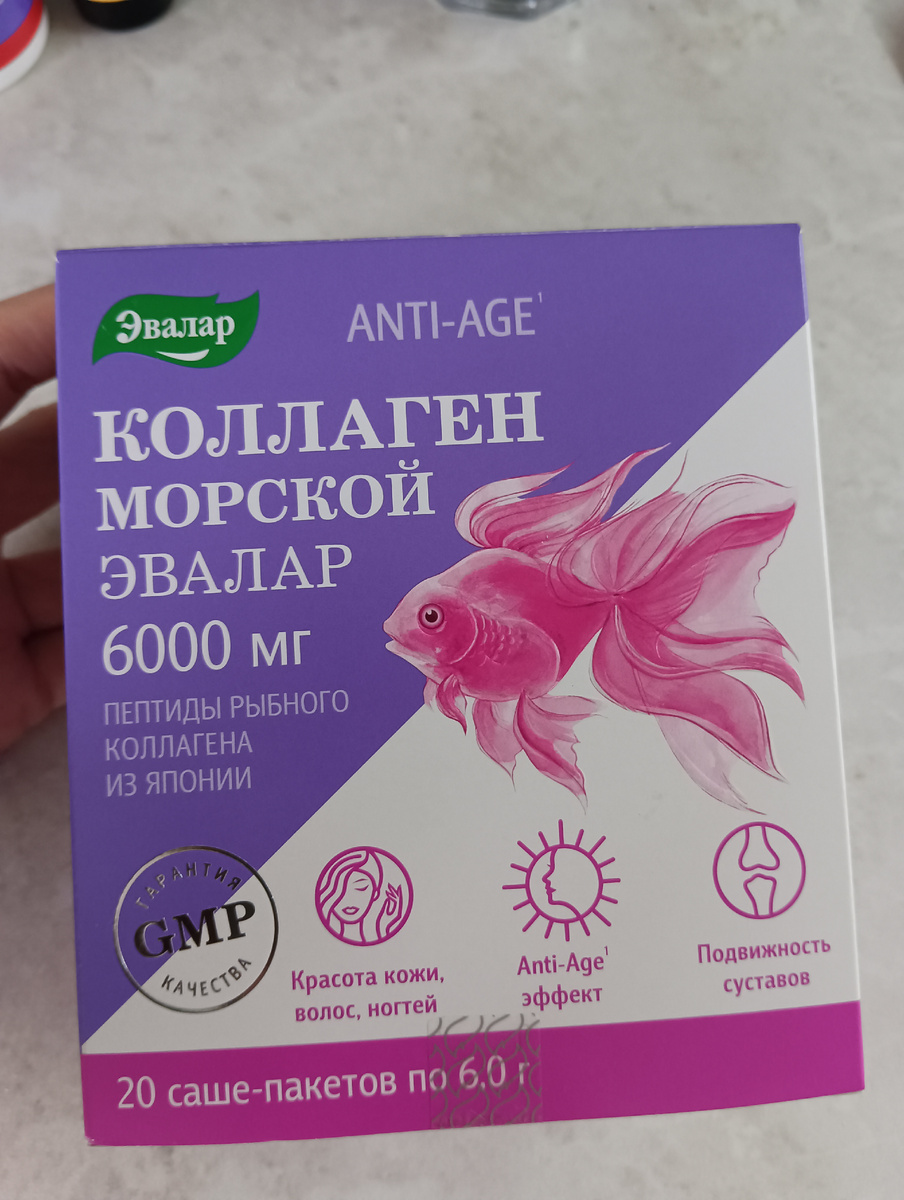 Эвалар
ANTI-AGE¹
КОЛЛАГЕН
МОРСКОЙ
ЭВАЛАР
6000 мг
ПЕПТИДЫ РЫБНОГО
КОЛЛАГЕНА
ИЗ ЯПОНИИ
ГАРАНТИЯ
GMP
КАЧЕСТВА
Красота кожи,
волос, ногтей
Anti-Age¹
эффект
Подвижность
суставов
20 саше-пакетов по 6,0 г